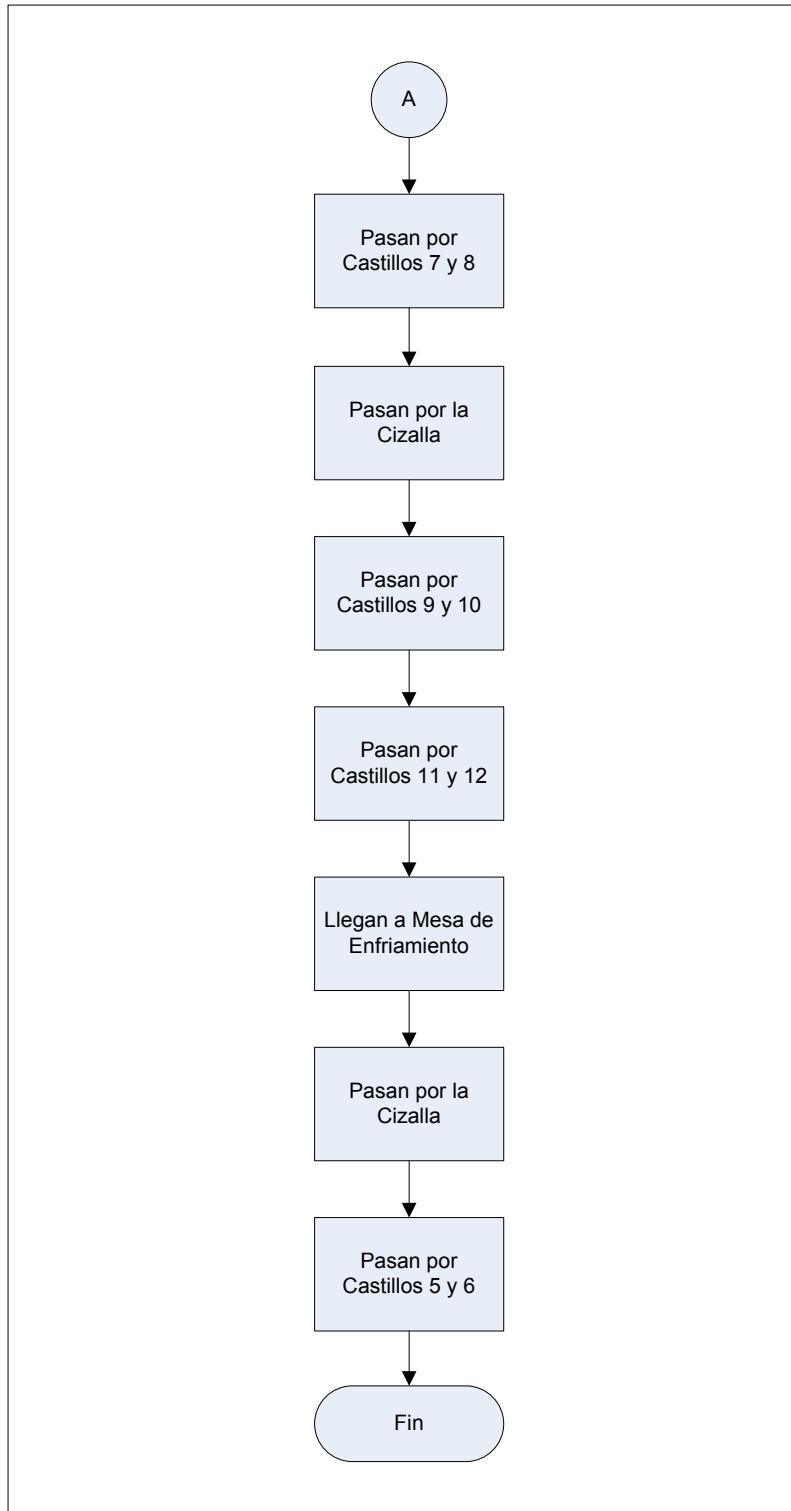 A
Pasan por
Castillos 7 y 8
Pasan por la
Cizalla
Pasan por
Castillos 9 y 10
Pasan por
Castillos 11 y 12
Llegan a Mesa de
Enfriamiento
Pasan por la
Cizalla
Pasan por
Castillos 5 y 6
Fin